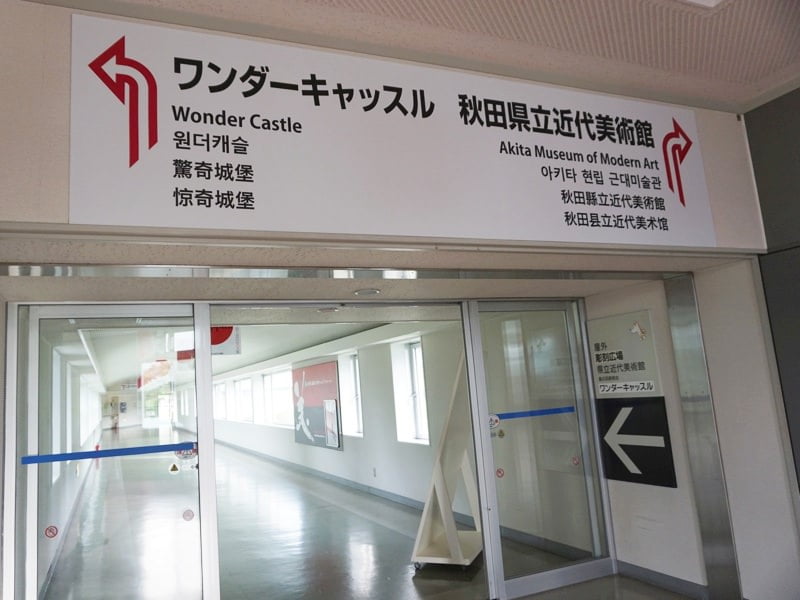 ワンダーキャッスル
Wonder Castle
원더캐슬
驚奇城堡
惊奇城堡
秋田県立近代美術館
Akita Museum of Modern Art
아키타 현립 근대미술관
秋田縣立近代美術館
秋田县立近代美术馆
屋外
彫刻広場
県立近代美術館
ワンダーキャッスル
美